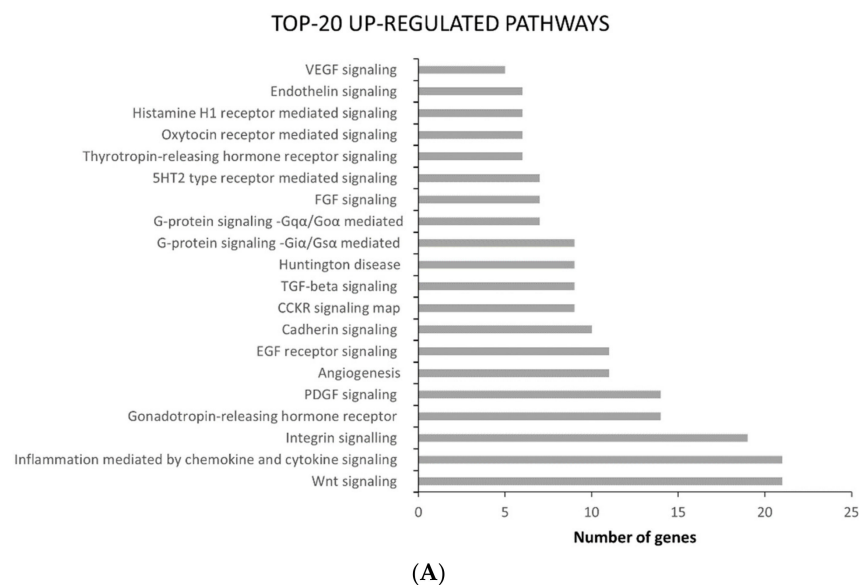 TOP-20 UP-REGULATED PATHWAYS
VEGF signaling
Endothelin signaling
Histamine H1 receptor mediated signaling
Oxytocin receptor mediated signaling
Thyrotropin-releasing hormone receptor signaling
5HT2 type receptor mediated signaling
FGF signaling
G-protein signaling -Gqα/Goα mediated
G-protein signaling -Giα/Gsα mediated
Huntington disease
TGF-beta signaling
CCKR signaling map
Cadherin signaling
EGF receptor signaling
Angiogenesis
PDGF signaling
Gonadotropin-releasing hormone receptor
Integrin signalling
Inflammation mediated by chemokine and cytokine signaling
Wnt signaling
0 5 10 15 20 25
Number of genes
(A)